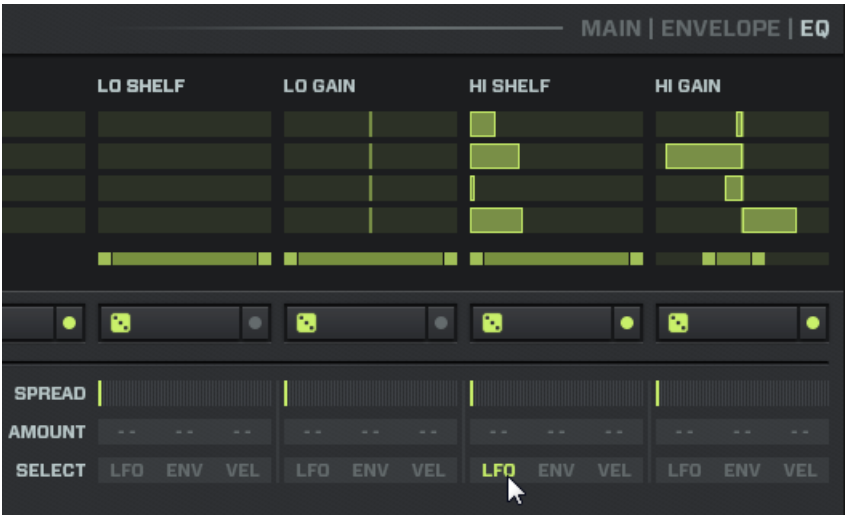 MAIN | ENVELOPE | EQ
LO SHELF LO GAIN HI SHELF HI GAIN
SPREAD
AMOUNT -- -- -- -- -- -- -- -- -- -- -- --
SELECT LFO ENV VEL LFO ENV VEL LFO ENV VEL LFO ENV VEL